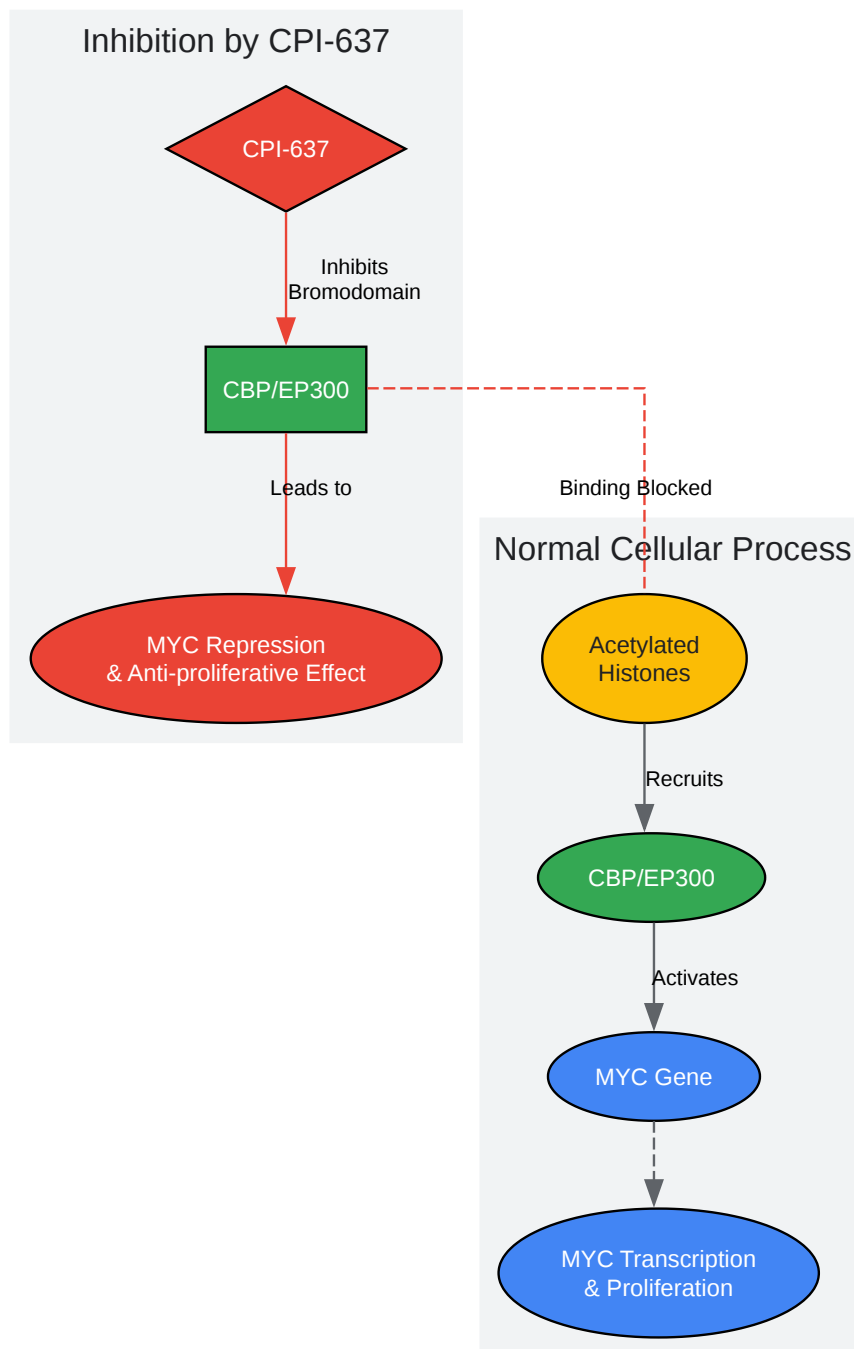 Inhibition by CPI-637
CPI-637
Inhibits
Bromodomain
CBP/EP300
Leads to
MYC Repression
& Anti-proliferative Effect
Binding Blocked
Normal Cellular Process
Acetylated
Histones
Recruits
CBP/EP300
Activates
MYC Gene
MYC Transcription
& Proliferation